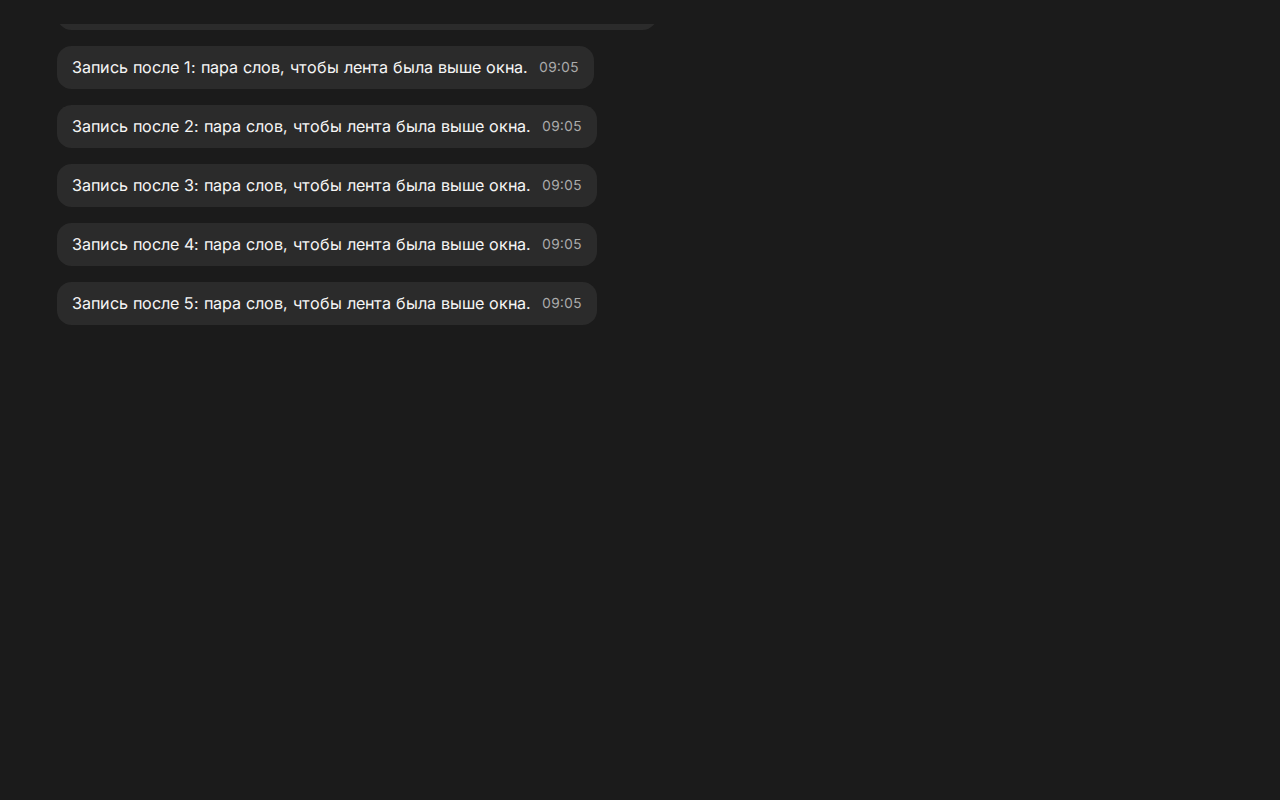 Запись после 1: пара слов, чтобы лента была выше окна. 09:05
Запись после 2: пара слов, чтобы лента была выше окна. 09:05
Запись после 3: пара слов, чтобы лента была выше окна. 09:05
Запись после 4: пара слов, чтобы лента была выше окна. 09:05
Запись после 5: пара слов, чтобы лента была выше окна. 09:05